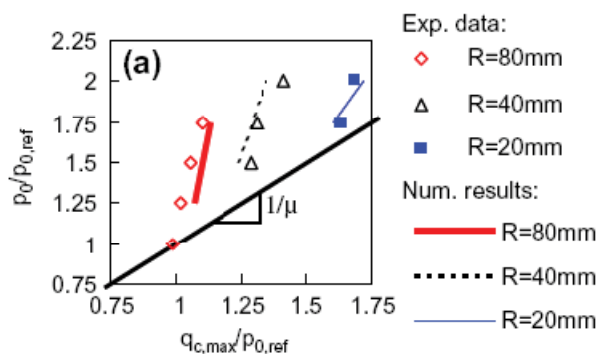 (a)
2.25
2
1.75
1.5
1.25
1
0.75
p0/p0,ref
0.75 1 1.25 1.5 1.75
qc,max/p0,ref
1/μ
Exp. data:
R=80mm
R=40mm
R=20mm
Num. results:
R=80mm
R=40mm
R=20mm